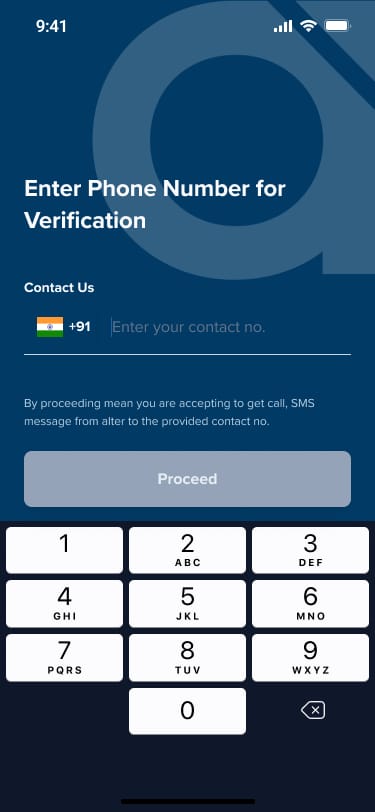 9:41
Enter Phone Number for
Verification
Contact Us
+91 Enter your contact no.
By proceeding mean you are accepting to get call, SMS
message from alter to the provided contact no.
Proceed
1 2 3
ABC DEF
4 5 6
GHI JKL MNO
7 8 9
PQRS TUV WXYZ
0